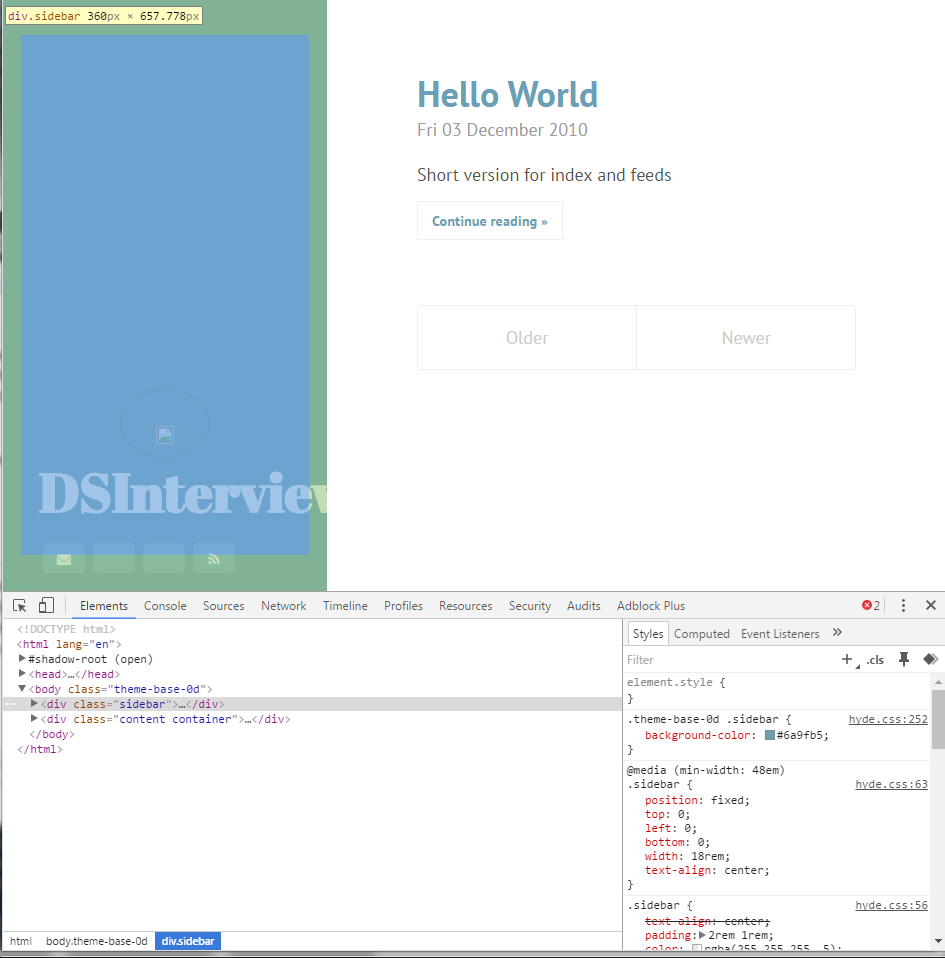 div.sidebar 360px × 657.778px
Hello World
Fri 03 December 2010
Short version for index and feeds
Continue reading »
Older
Newer
DSInterview
Elements Console Sources Network Timeline Profiles Resources Security Audits Adblock Plus 2
<!DOCTYPE html>
<html lang="en">
#shadow-root (open)
<head>…</head>
<body class="theme-base-0d">
<div class="sidebar">…</div>
<div class="content container">…</div>
</body>
</html>
html body.theme-base-0d div.sidebar
Styles Computed Event Listeners »
Filter + .cls
element.style {
}
.theme-base-0d .sidebar { hyde.css:252
background-color: #6a9fb5;
}
@media (min-width: 48em)
.sidebar { hyde.css:63
position: fixed;
top: 0;
left: 0;
bottom: 0;
width: 18rem;
text-align: center;
}
.sidebar { hyde.css:56
text-align: center;
padding: 2rem 1rem;
color: rgba(255,255,255,.5);